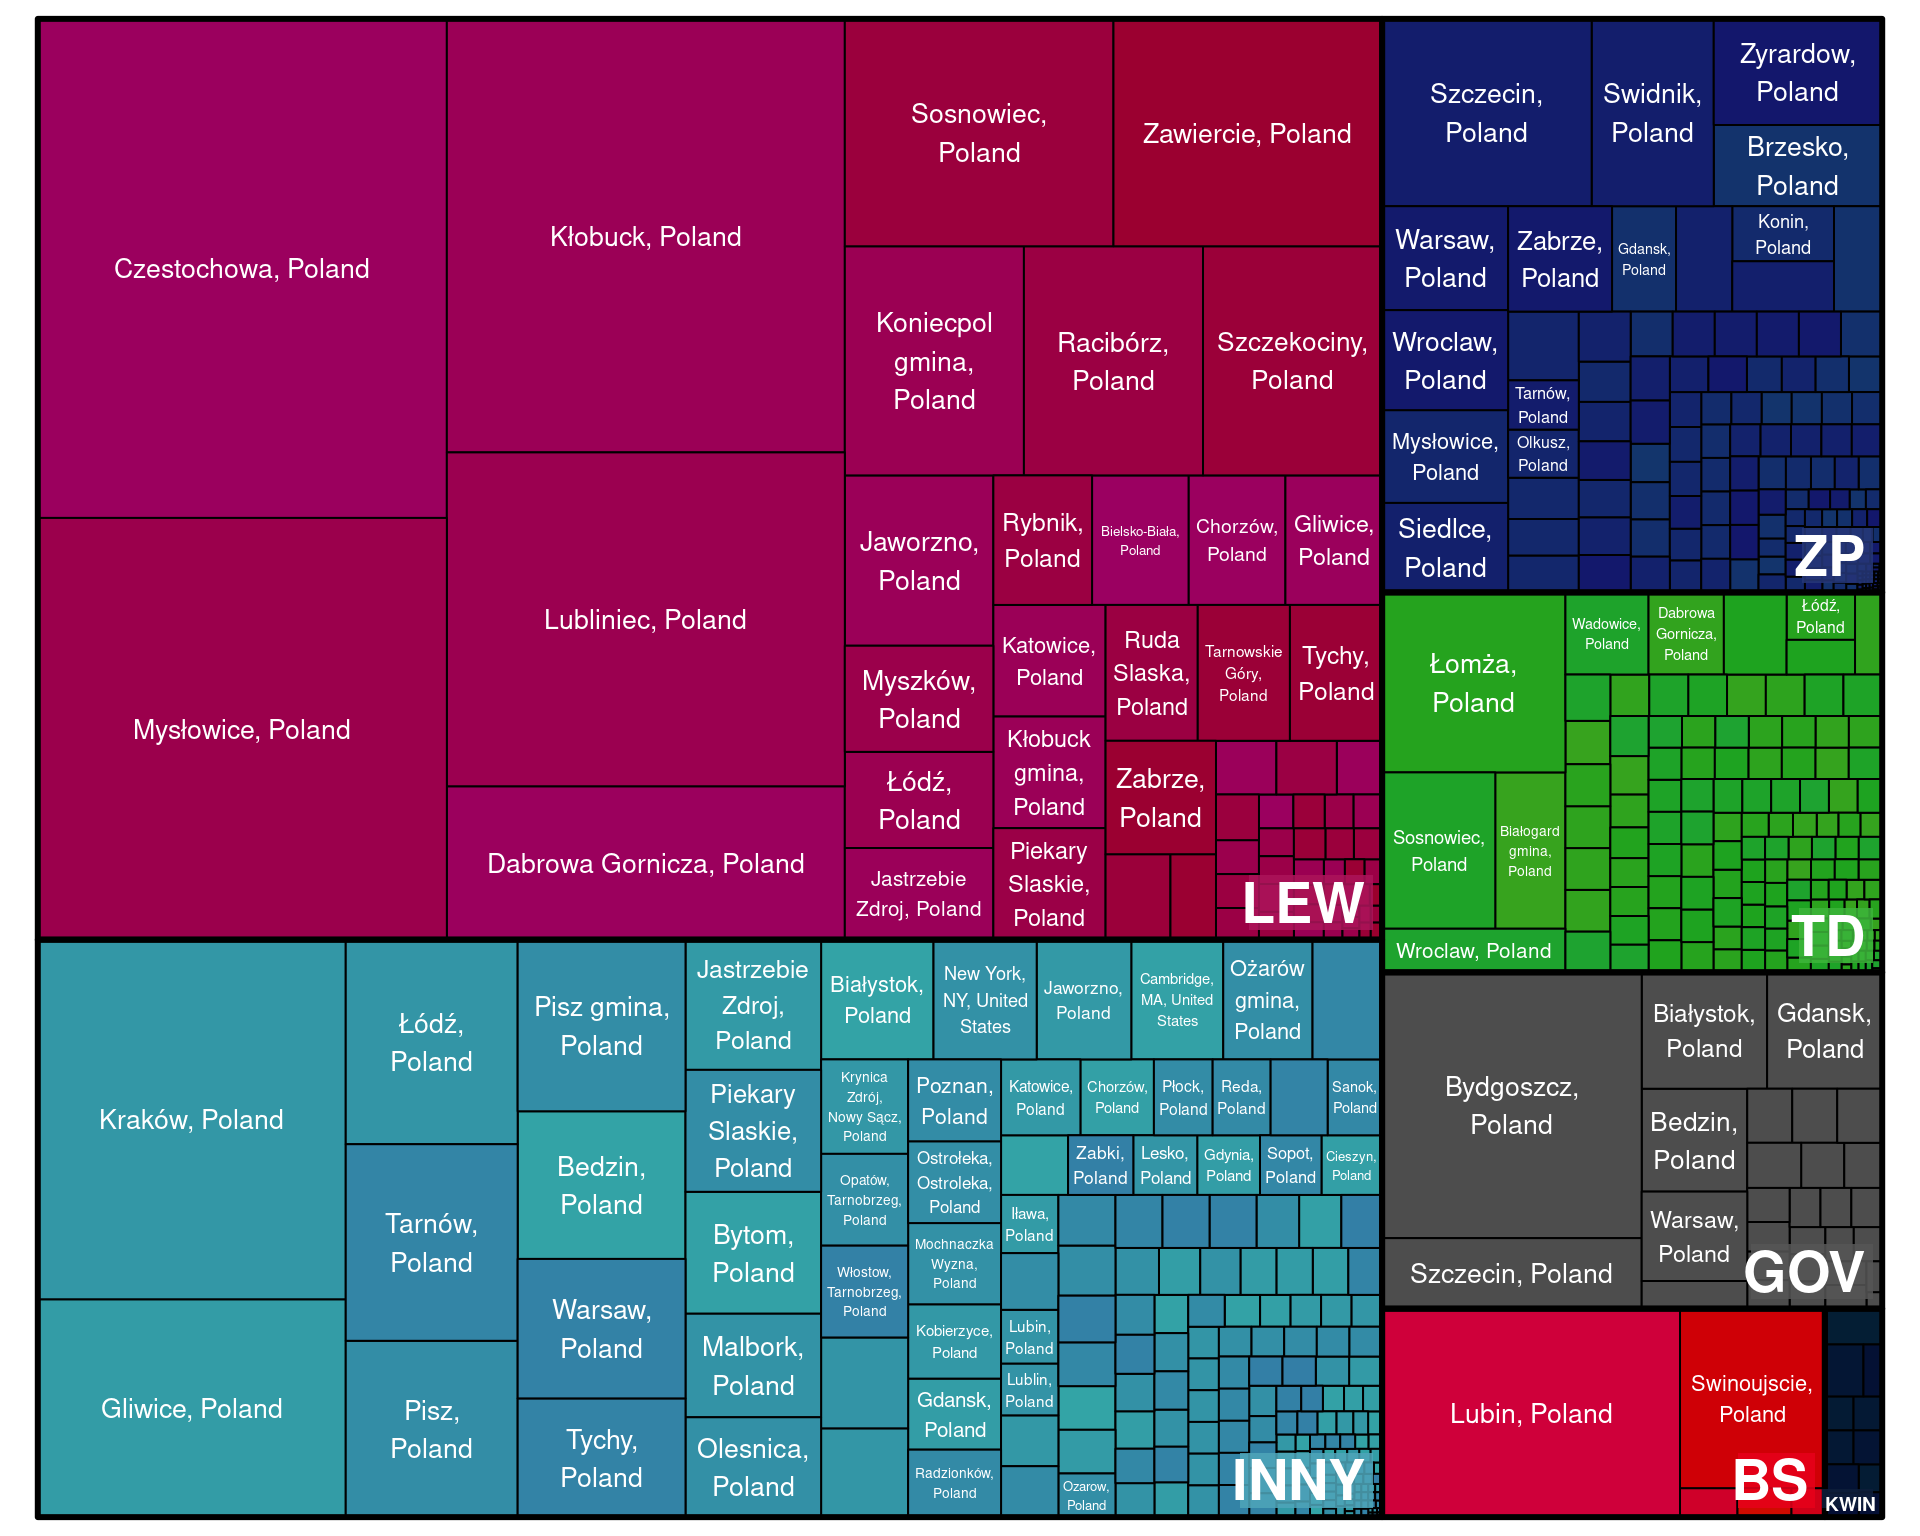 Czestochowa, Poland
Mysłowice, Poland
Kłobuck, Poland
Lubliniec, Poland
Dabrowa Gornicza, Poland
Sosnowiec,
Poland
Zawiercie, Poland
Koniecpol
gmina,
Poland
Racibórz,
Poland
Szczekociny,
Poland
Jaworzno,
Poland
Myszków,
Poland
Łódź,
Poland
Jastrzebie
Zdroj, Poland
Rybnik,
Poland
Bielsko-Biała,
Poland
Chorzów,
Poland
Gliwice,
Poland
Katowice,
Poland
Kłobuck
gmina,
Poland
Piekary
Slaskie,
Poland
Ruda
Slaska,
Poland
Tarnowskie
Góry,
Poland
Tychy,
Poland
Zabrze,
Poland
LEW
Szczecin,
Poland
Swidnik,
Poland
Zyrardow,
Poland
Brzesko,
Poland
Warsaw,
Poland
Zabrze,
Poland
Gdansk,
Poland
Konin,
Poland
Wroclaw,
Poland
Mysłowice,
Poland
Siedlce,
Poland
Tarnów,
Poland
Olkusz,
Poland
ZP
Łomża,
Poland
Wadowice,
Poland
Dabrowa
Gornicza,
Poland
Łódź,
Poland
Sosnowiec,
Poland
Białogard
gmina,
Poland
Wroclaw, Poland
TD
Bydgoszcz,
Poland
Białystok,
Poland
Gdansk,
Poland
Bedzin,
Poland
Warsaw,
Poland
Szczecin, Poland
GOV
Lubin, Poland
Swinoujscie,
Poland
BS
KWIN
Kraków, Poland
Gliwice, Poland
Łódź,
Poland
Tarnów,
Poland
Pisz,
Poland
Pisz gmina,
Poland
Bedzin,
Poland
Warsaw,
Poland
Tychy,
Poland
Jastrzebie
Zdroj,
Poland
Piekary
Slaskie,
Poland
Bytom,
Poland
Malbork,
Poland
Olesnica,
Poland
Białystok,
Poland
New York,
NY, United
States
Jaworzno,
Poland
Cambridge,
MA, United
States
Ożarów
gmina,
Poland
Krynica
Zdrój,
Nowy Sącz,
Poland
Opatów,
Tarnobrzeg,
Poland
Włostow,
Tarnobrzeg,
Poland
Poznan,
Poland
Ostrołeka,
Ostroleka,
Poland
Mochnaczka
Wyzna,
Poland
Kobierzyce,
Poland
Gdansk,
Poland
Radzionków,
Poland
Katowice,
Poland
Chorzów,
Poland
Płock,
Poland
Reda,
Poland
Sanok,
Poland
Zabki,
Poland
Lesko,
Poland
Gdynia,
Poland
Sopot,
Poland
Cieszyn,
Poland
Iława,
Poland
Lubin,
Poland
Lublin,
Poland
Ozarow,
Poland
INNY